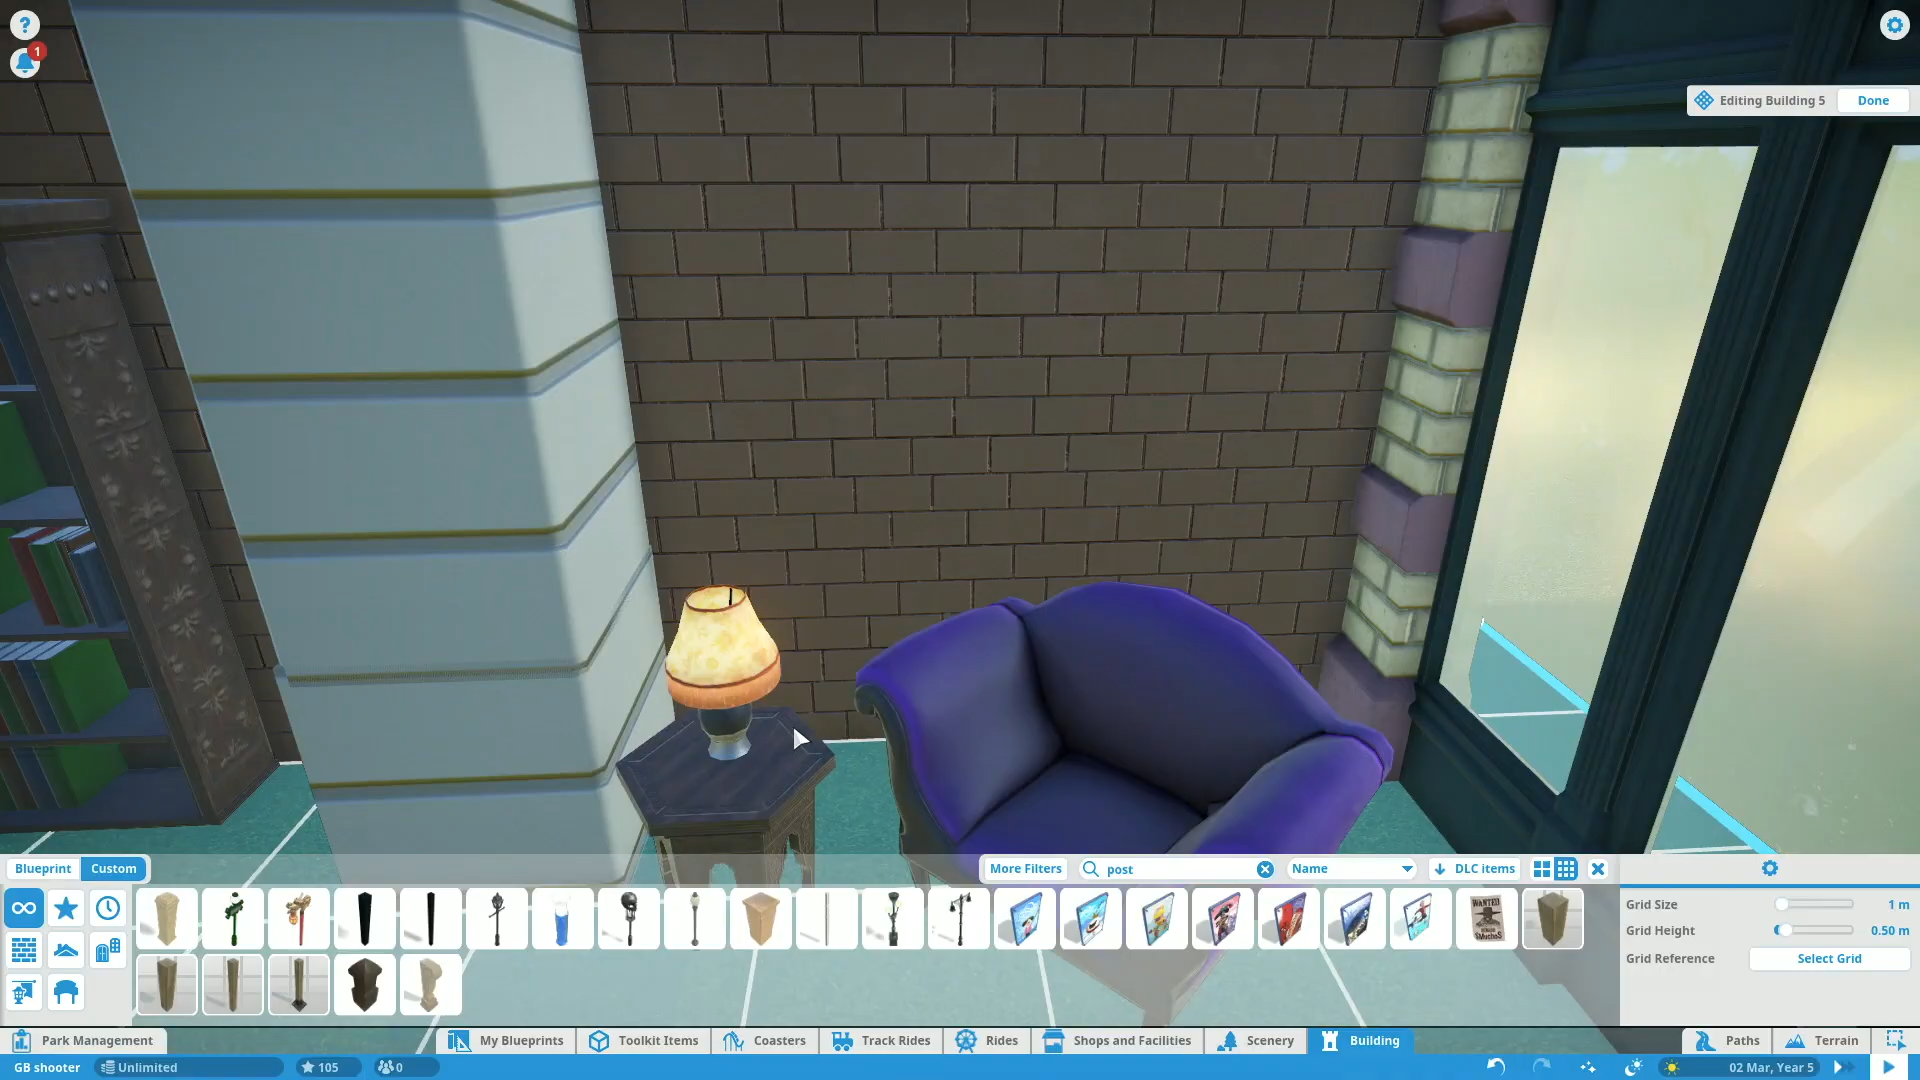 ?
1
Editing Building 5
Done
Blueprint
Custom
More Filters
post
Name
DLC items
Grid Size
1 m
Grid Height
0.50 m
Grid Reference
Select Grid
WANTED
Park Management
My Blueprints
Toolkit Items
Coasters
Track Rides
Rides
Shops and Facilities
Scenery
Building
Paths
Terrain
GB shooter
Unlimited
105
0
02 Mar, Year 5